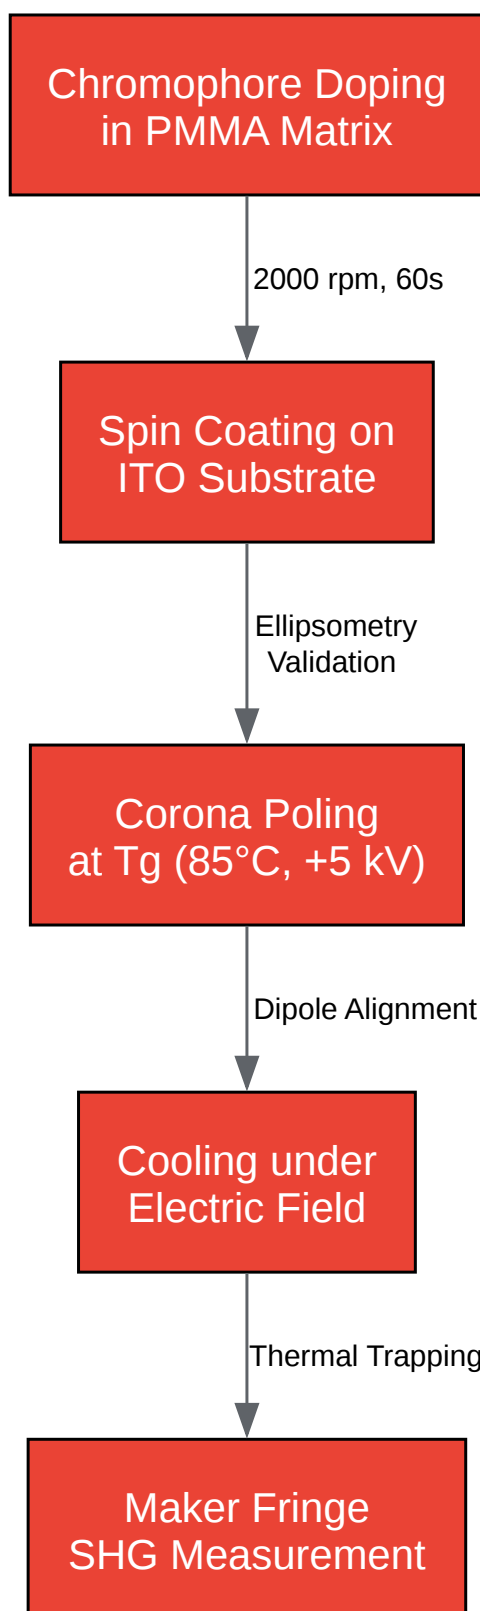 Chromophore Doping
in PMMA Matrix
2000 rpm, 60s
Spin Coating on
ITO Substrate
Ellipsometry
Validation
Corona Poling
at Tg (85°C, +5 kV)
Dipole Alignment
Cooling under
Electric Field
Thermal Trapping
Maker Fringe
SHG Measurement